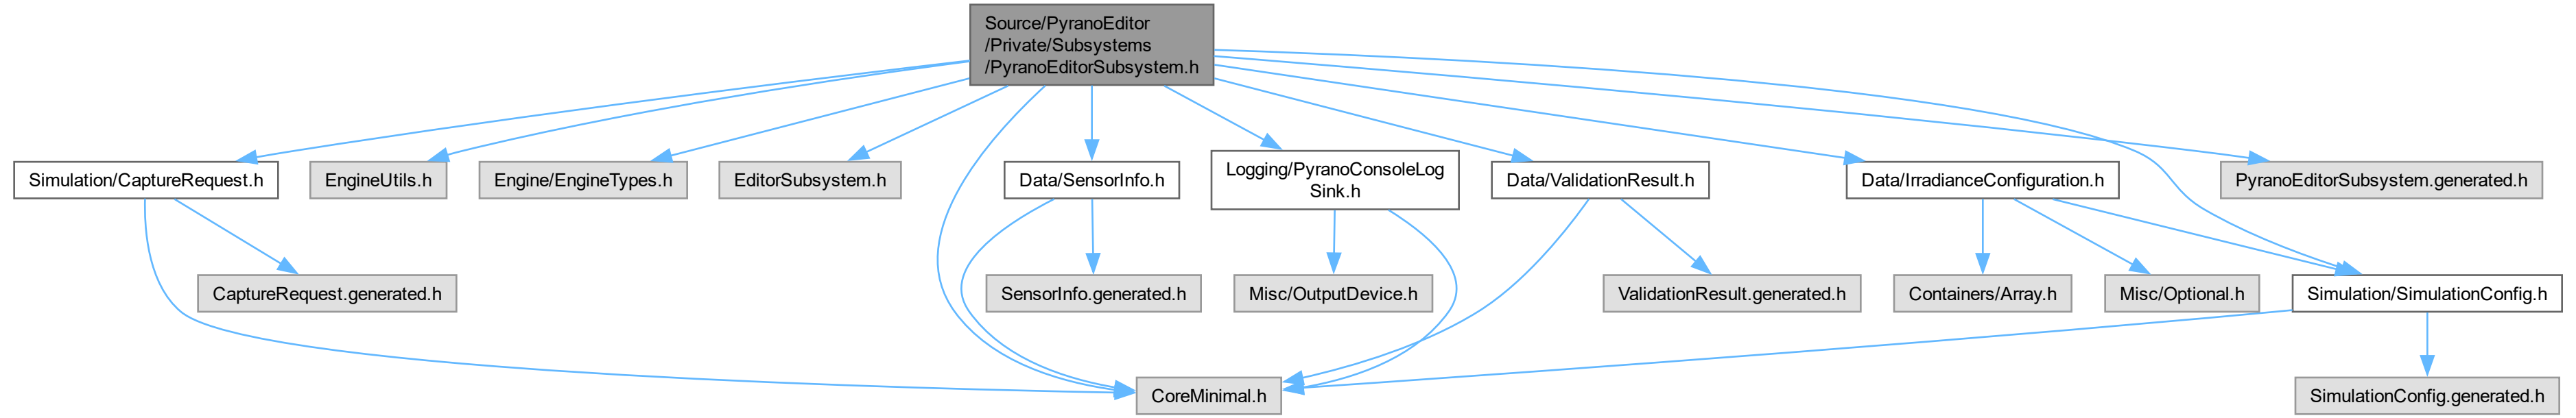 Source/PyranoEditor
/Private/Subsystems
/PyranoEditorSubsystem.h
Simulation/CaptureRequest.h
EngineUtils.h
Engine/EngineTypes.h
EditorSubsystem.h
Data/SensorInfo.h
Logging/PyranoConsoleLog
Sink.h
Data/ValidationResult.h
Data/IrradianceConfiguration.h
PyranoEditorSubsystem.generated.h
CaptureRequest.generated.h
SensorInfo.generated.h
Misc/OutputDevice.h
ValidationResult.generated.h
Containers/Array.h
Misc/Optional.h
Simulation/SimulationConfig.h
CoreMinimal.h
SimulationConfig.generated.h